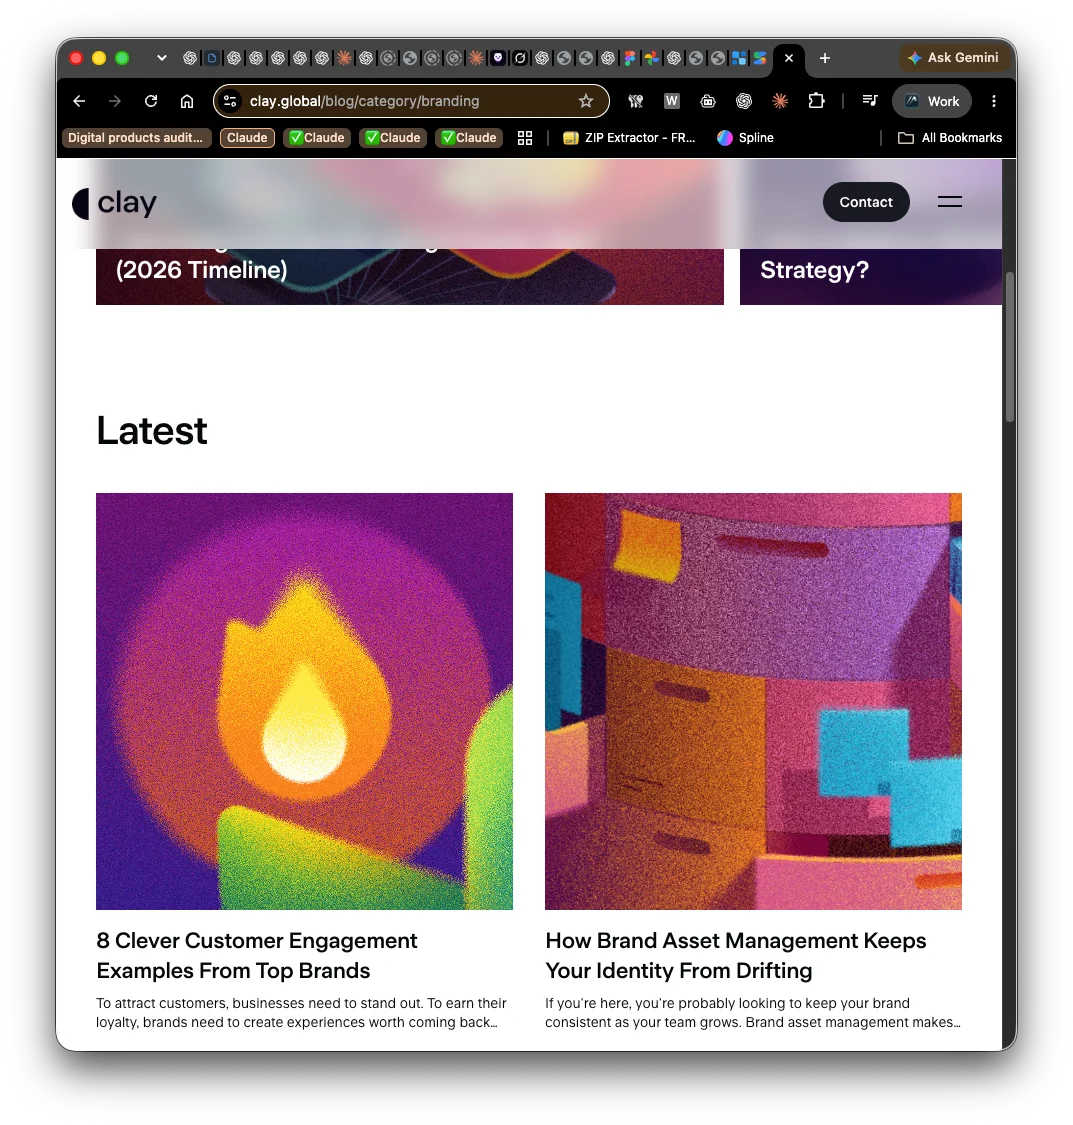 Ask Gemini
clay.global/blog/category/branding
W
Work
Digital products audit...
Claude
✅Claude
✅Claude
✅Claude
ZIP Extractor - FR...
Spline
All Bookmarks
clay
Contact
(2026 Timeline)
Strategy?
Latest
8 Clever Customer Engagement
Examples From Top Brands
To attract customers, businesses need to stand out. To earn their
loyalty, brands need to create experiences worth coming back...
How Brand Asset Management Keeps
Your Identity From Drifting
If you're here, you're probably looking to keep your brand
consistent as your team grows. Brand asset management makes...